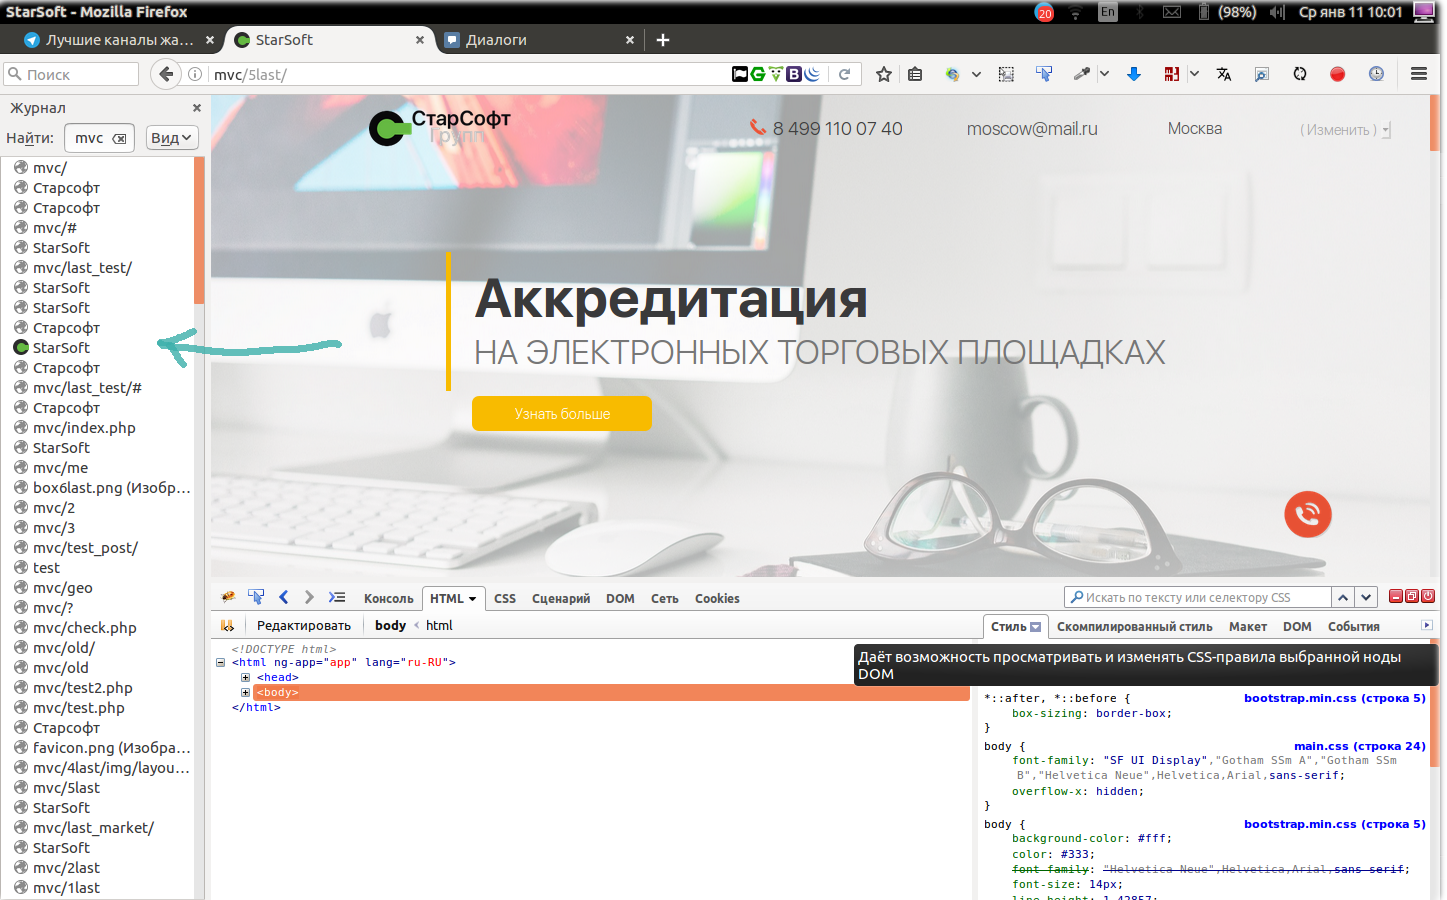 StarSoft - Mozilla Firefox
20
En
(98%)
Ср янв 11 10:01
Лучшие каналы жа...
StarSoft
Диалоги
Поиск
mvc/5last/
Журнал
Найти:
mvc
Вид
mvc/
Старсофт
Старсофт
mvc/#
StarSoft
mvc/last_test/
StarSoft
StarSoft
Старсофт
StarSoft
Старсофт
mvc/last_test/#
Старсофт
mvc/index.php
StarSoft
mvc/me
box6last.png (Изобр...
mvc/2
mvc/3
mvc/test_post/
test
mvc/geo
mvc/?
mvc/check.php
mvc/old/
mvc/old
mvc/test2.php
mvc/test.php
Старсофт
favicon.png (Изобра...
mvc/4last/img/layou...
mvc/5last
StarSoft
mvc/last_market/
StarSoft
mvc/2last
mvc/1last
СтарСофт
Групп
8 499 110 07 40
moscow@mail.ru
Москва
( Изменить )
Аккредитация
НА ЭЛЕКТРОННЫХ ТОРГОВЫХ ПЛОЩАДКАХ
Узнать больше
Консоль
HTML
CSS
Сценарий
DOM
Сеть
Cookies
Искать по тексту или селектору CSS
Редактировать
body < html
Стиль
Скомпилированный стиль
Макет
DOM
События
<!DOCTYPE html>
<html ng-app="app" lang="ru-RU">
<head>
<body>
</html>
Даёт возможность просматривать и изменять CSS-правила выбранной ноды
DOM
*::after, *::before {
bootstrap.min.css (строка 5)
box-sizing: border-box;
}
body {
main.css (строка 24)
font-family: "SF UI Display","Gotham SSm A","Gotham SSm
B","Helvetica Neue",Helvetica,Arial,sans-serif;
overflow-x: hidden;
}
body {
bootstrap.min.css (строка 5)
background-color: #fff;
color: #333;
font-family: "Helvetica Neue",Helvetica,Arial,sans-serif;
font-size: 14px;
line-height: 1.42857;